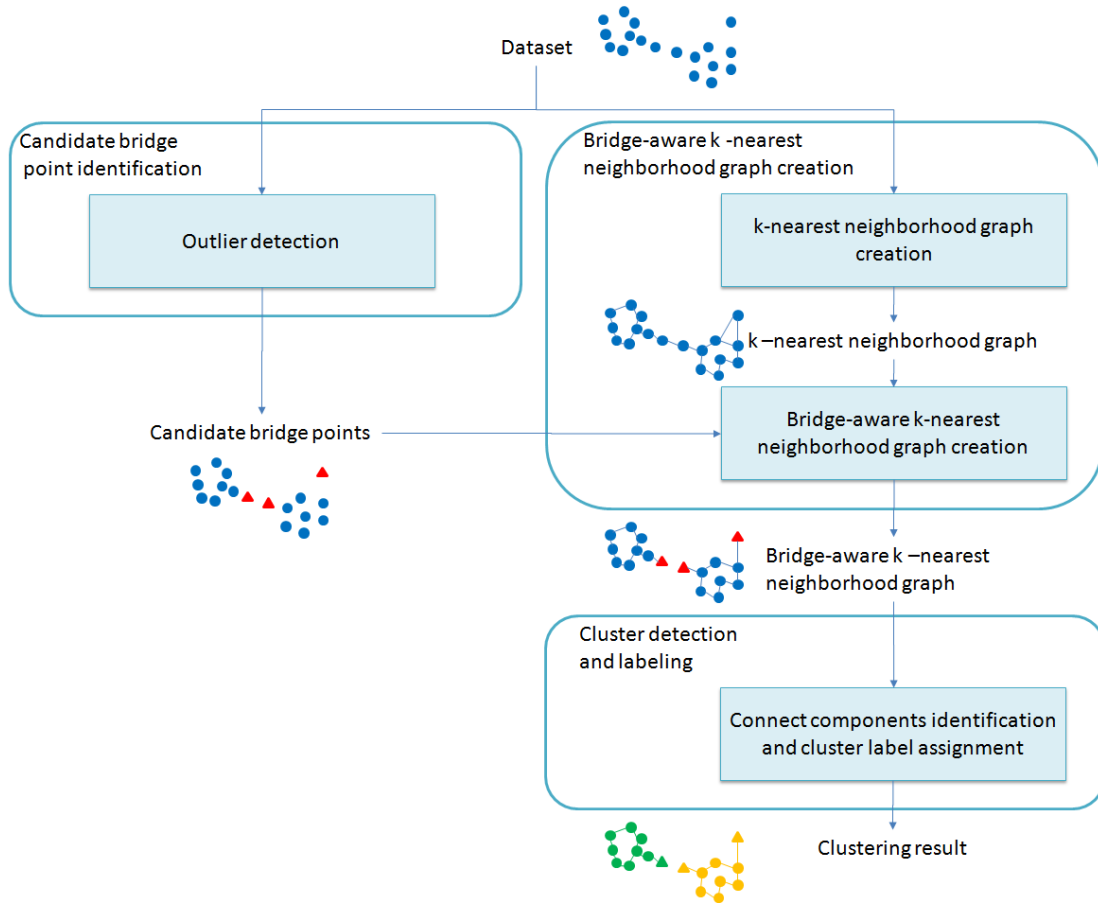 Dataset
Candidate bridge
point identification
Outlier detection
Candidate bridge points
Bridge-aware k -nearest
neighborhood graph creation
k-nearest neighborhood graph
creation
k –nearest neighborhood graph
Bridge-aware k-nearest
neighborhood graph creation
Bridge-aware k –nearest
neighborhood graph
Cluster detection
and labeling
Connect components identification
and cluster label assignment
Clustering result